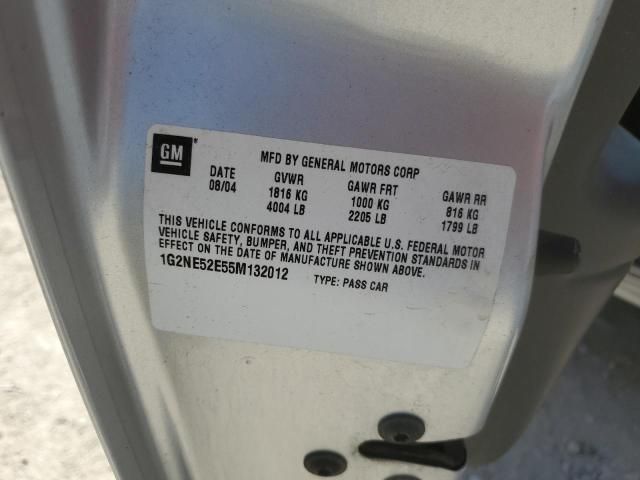 GM
MFD BY GENERAL MOTORS CORP
DATE GVWR GAWR FRT GAWR RR
08/04 1816 KG 1000 KG 816 KG
4004 LB 2205 LB 1799 LB
THIS VEHICLE CONFORMS TO ALL APPLICABLE U.S. FEDERAL MOTOR
VEHICLE SAFETY, BUMPER, AND THEFT PREVENTION STANDARDS IN
EFFECT ON THE DATE OF MANUFACTURE SHOWN ABOVE.
1G2NE52E55M132012 TYPE: PASS CAR